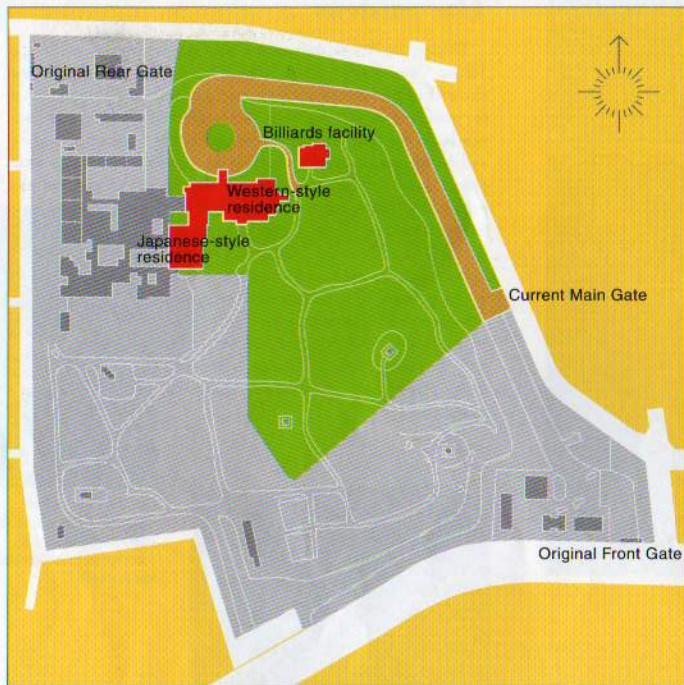 Original Rear Gate
Billiards facility
Western-style
residence
Japanese-style
residence
Current Main Gate
Original Front Gate